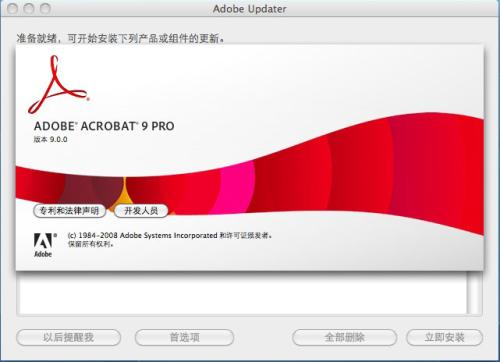 Adobe Updater
准备就绪，可开始安装下列产品或组件的更新。
ADOBE® ACROBAT® 9 PRO
版本 9.0.0
专利和法律声明
开发人员
(c) 1984-2008 Adobe Systems Incorporated 和许可证颁发者。
保留所有权利。
Adobe
以后提醒我
首选项
全部删除
立即安装